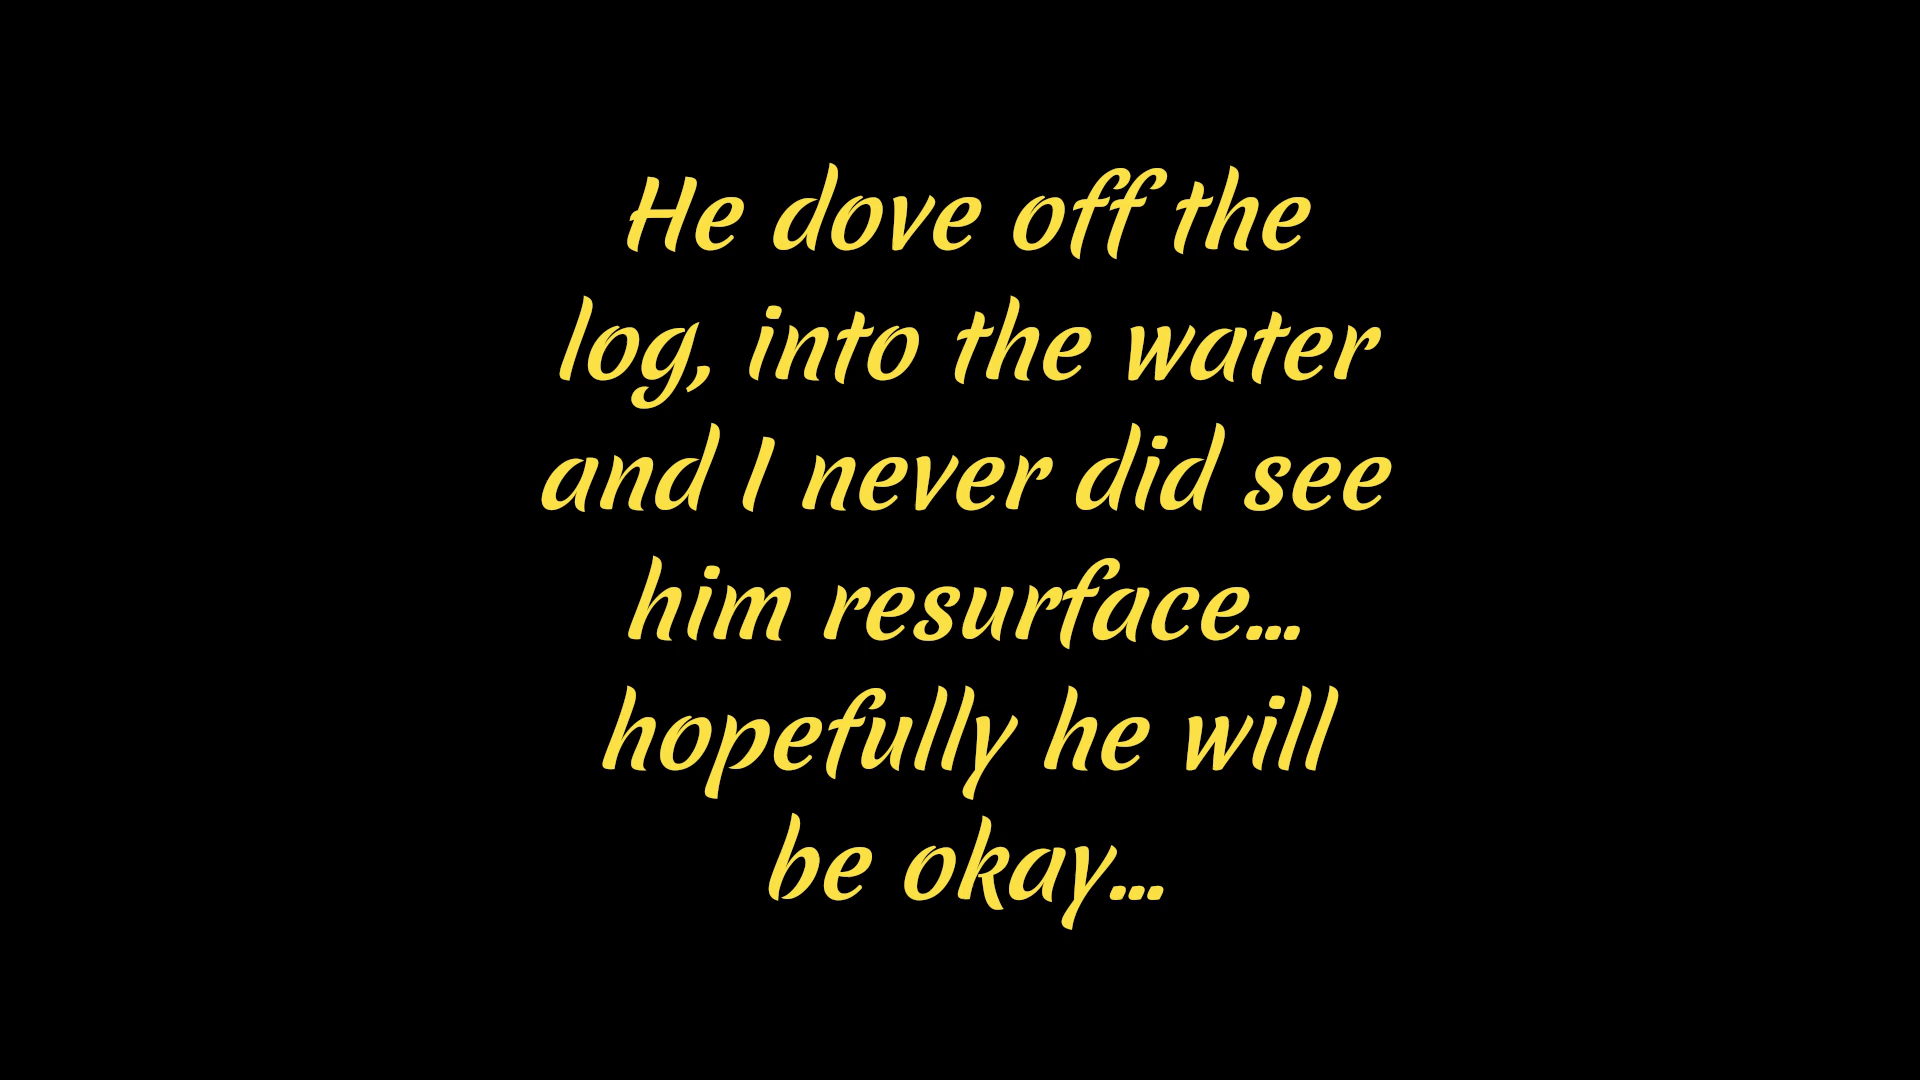 He dove off the
log, into the water
and I never did see
him resurface...
hopefully he will
be okay...